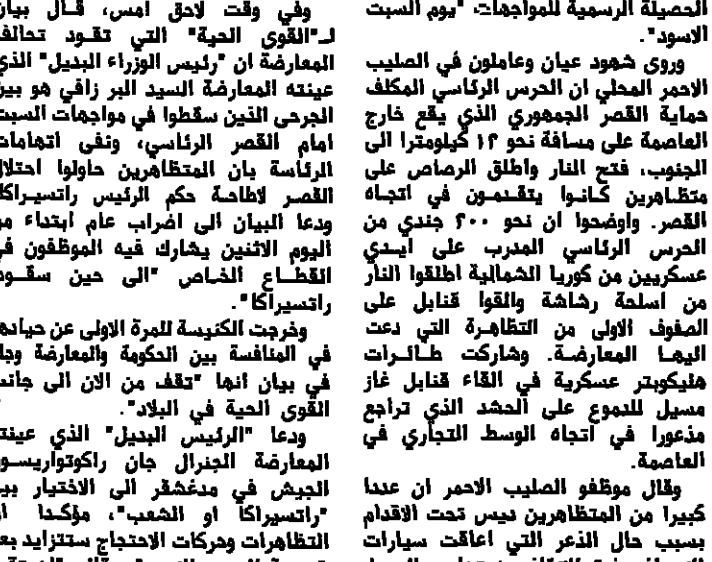 الحصيلة الرسمية للمواجهات "يوم السبت
الاسود".
وروى شهود عيان وعاملون في الصليب
الاحمر المحلي ان الحرس الرئاسي المكلف
حماية القصر الجمهوري الذي يقع خارج
العاصمة على مسافة نحو ١٢ كيلومترا الى
الجنوب، فتح النار واطلق الرصاص على
متظاهرين كانوا يتقدمون في اتجاه
القصر. واوضحوا ان نحو ٢٠٠ جندي من
الحرس الرئاسي المدرب على ايدي
عسكريين من كوريا الشمالية اطلقوا النار
من اسلحة رشاشة والقوا قنابل على
الصفوف الاولى من التظاهرة التي دعت
اليها المعارضة. وشاركت طائرات
هليكوبتر عسكرية في القاء قنابل غاز
مسيل للدموع على الحشد الذي تراجع
مذعورا في اتجاه الوسط التجاري في
العاصمة.
وقال موظفو الصليب الاحمر ان عددا
كبيرا من المتظاهرين ديس تحت الاقدام
بسبب حال الذعر التي اعاقت سيارات
وفي وقت لاحق امس، قال بيان
لـ"القوى الحية" التي تقود تحالف
المعارضة ان "رئيس الوزراء البديل" الذي
عينته المعارضة السيد البر زافي هو بين
الجرحى الذين سقطوا في مواجهات السبت
امام القصر الرئاسي، ونفى اتهامات
الرئاسة بان المتظاهرين حاولوا احتلال
القصر لاطاحة حكم الرئيس راتسيراكا
ودعا البيان الى اضراب عام ابتداء من
اليوم الاثنين يشارك فيه الموظفون في
القطاع الخاص "الى حين سقوط
راتسيراكا".
وخرجت الكنيسة للمرة الاولى عن حيادها
في المنافسة بين الحكومة والمعارضة وجاء
في بيان انها "تقف من الان الى جانب
القوى الحية في البلاد".
ودعا "الرئيس البديل" الذي عينته
المعارضة الجنرال جان راكوتواريسون
الجيش في مدغشقر الى الاختيار بين
"راتسيراكا او الشعب"، مؤكدا ان
التظاهرات وحركات الاحتجاج ستتزايد بعد